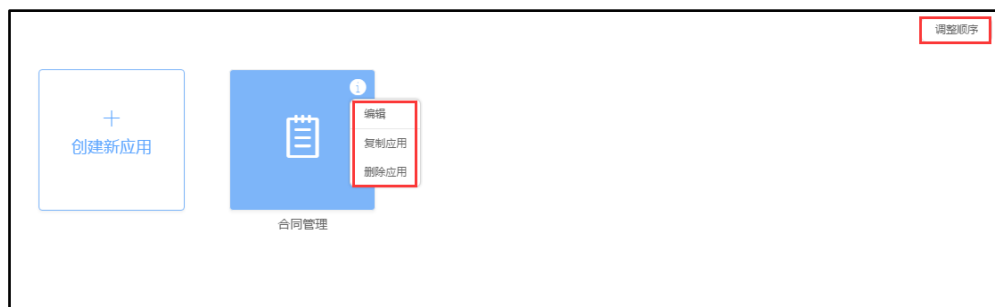 调整顺序
创建新应用
编辑
复制应用
删除应用
合同管理